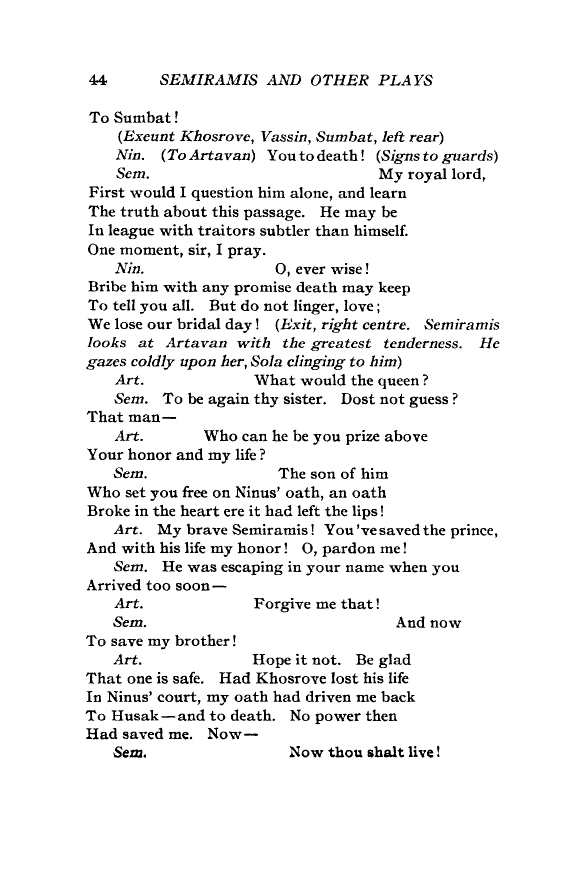 44 SEMIRAMIS AND OTHER PLAYS
To Sumbat!
(Exeunt Khosrove, Vassin, Sumbat, left rear)
Nin. (To Artavan) You to death! (Signs to guards)
Sem. My royal lord,
First would I question him alone, and learn
The truth about this passage. He may be
In league with traitors subtler than himself.
One moment, sir, I pray.
Nin. O, ever wise!
Bribe him with any promise death may keep
To tell you all. But do not linger, love;
We lose our bridal day! (Exit, right centre. Semiramis
looks at Artavan with the greatest tenderness. He
gazes coldly upon her, Sola clinging to him)
Art. What would the queen?
Sem. To be again thy sister. Dost not guess?
That man—
Art. Who can he be you prize above
Your honor and my life?
Sem. The son of him
Who set you free on Ninus' oath, an oath
Broke in the heart ere it had left the lips!
Art. My brave Semiramis! You 've saved the prince,
And with his life my honor! O, pardon me!
Sem. He was escaping in your name when you
Arrived too soon—
Art. Forgive me that!
Sem. And now
To save my brother!
Art. Hope it not. Be glad
That one is safe. Had Khosrove lost his life
In Ninus' court, my oath had driven me back
To Husak—and to death. No power then
Had saved me. Now—
Sem. Now thou shalt live!